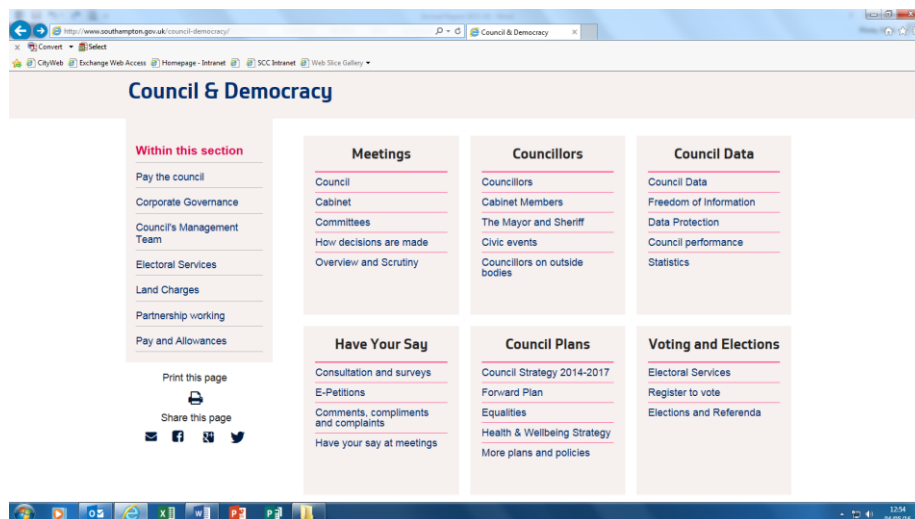 http://www.southampton.gov.uk/council-democracy/
Council & Democracy
Convert Select
CityWeb Exchange Web Access Homepage - Intranet SCC Intranet Web Slice Gallery
Council & Democracy
Within this section
Pay the council
Corporate Governance
Council's Management
Team
Electoral Services
Land Charges
Partnership working
Pay and Allowances
Print this page
Share this page
Meetings
Council
Cabinet
Committees
How decisions are made
Overview and Scrutiny
Councillors
Councillors
Cabinet Members
The Mayor and Sheriff
Civic events
Councillors on outside
bodies
Council Data
Council Data
Freedom of Information
Data Protection
Council performance
Statistics
Have Your Say
Consultation and surveys
E-Petitions
Comments, compliments
and complaints
Have your say at meetings
Council Plans
Council Strategy 2014-2017
Forward Plan
Equalities
Health & Wellbeing Strategy
More plans and policies
Voting and Elections
Electoral Services
Register to vote
Elections and Referenda
12:54